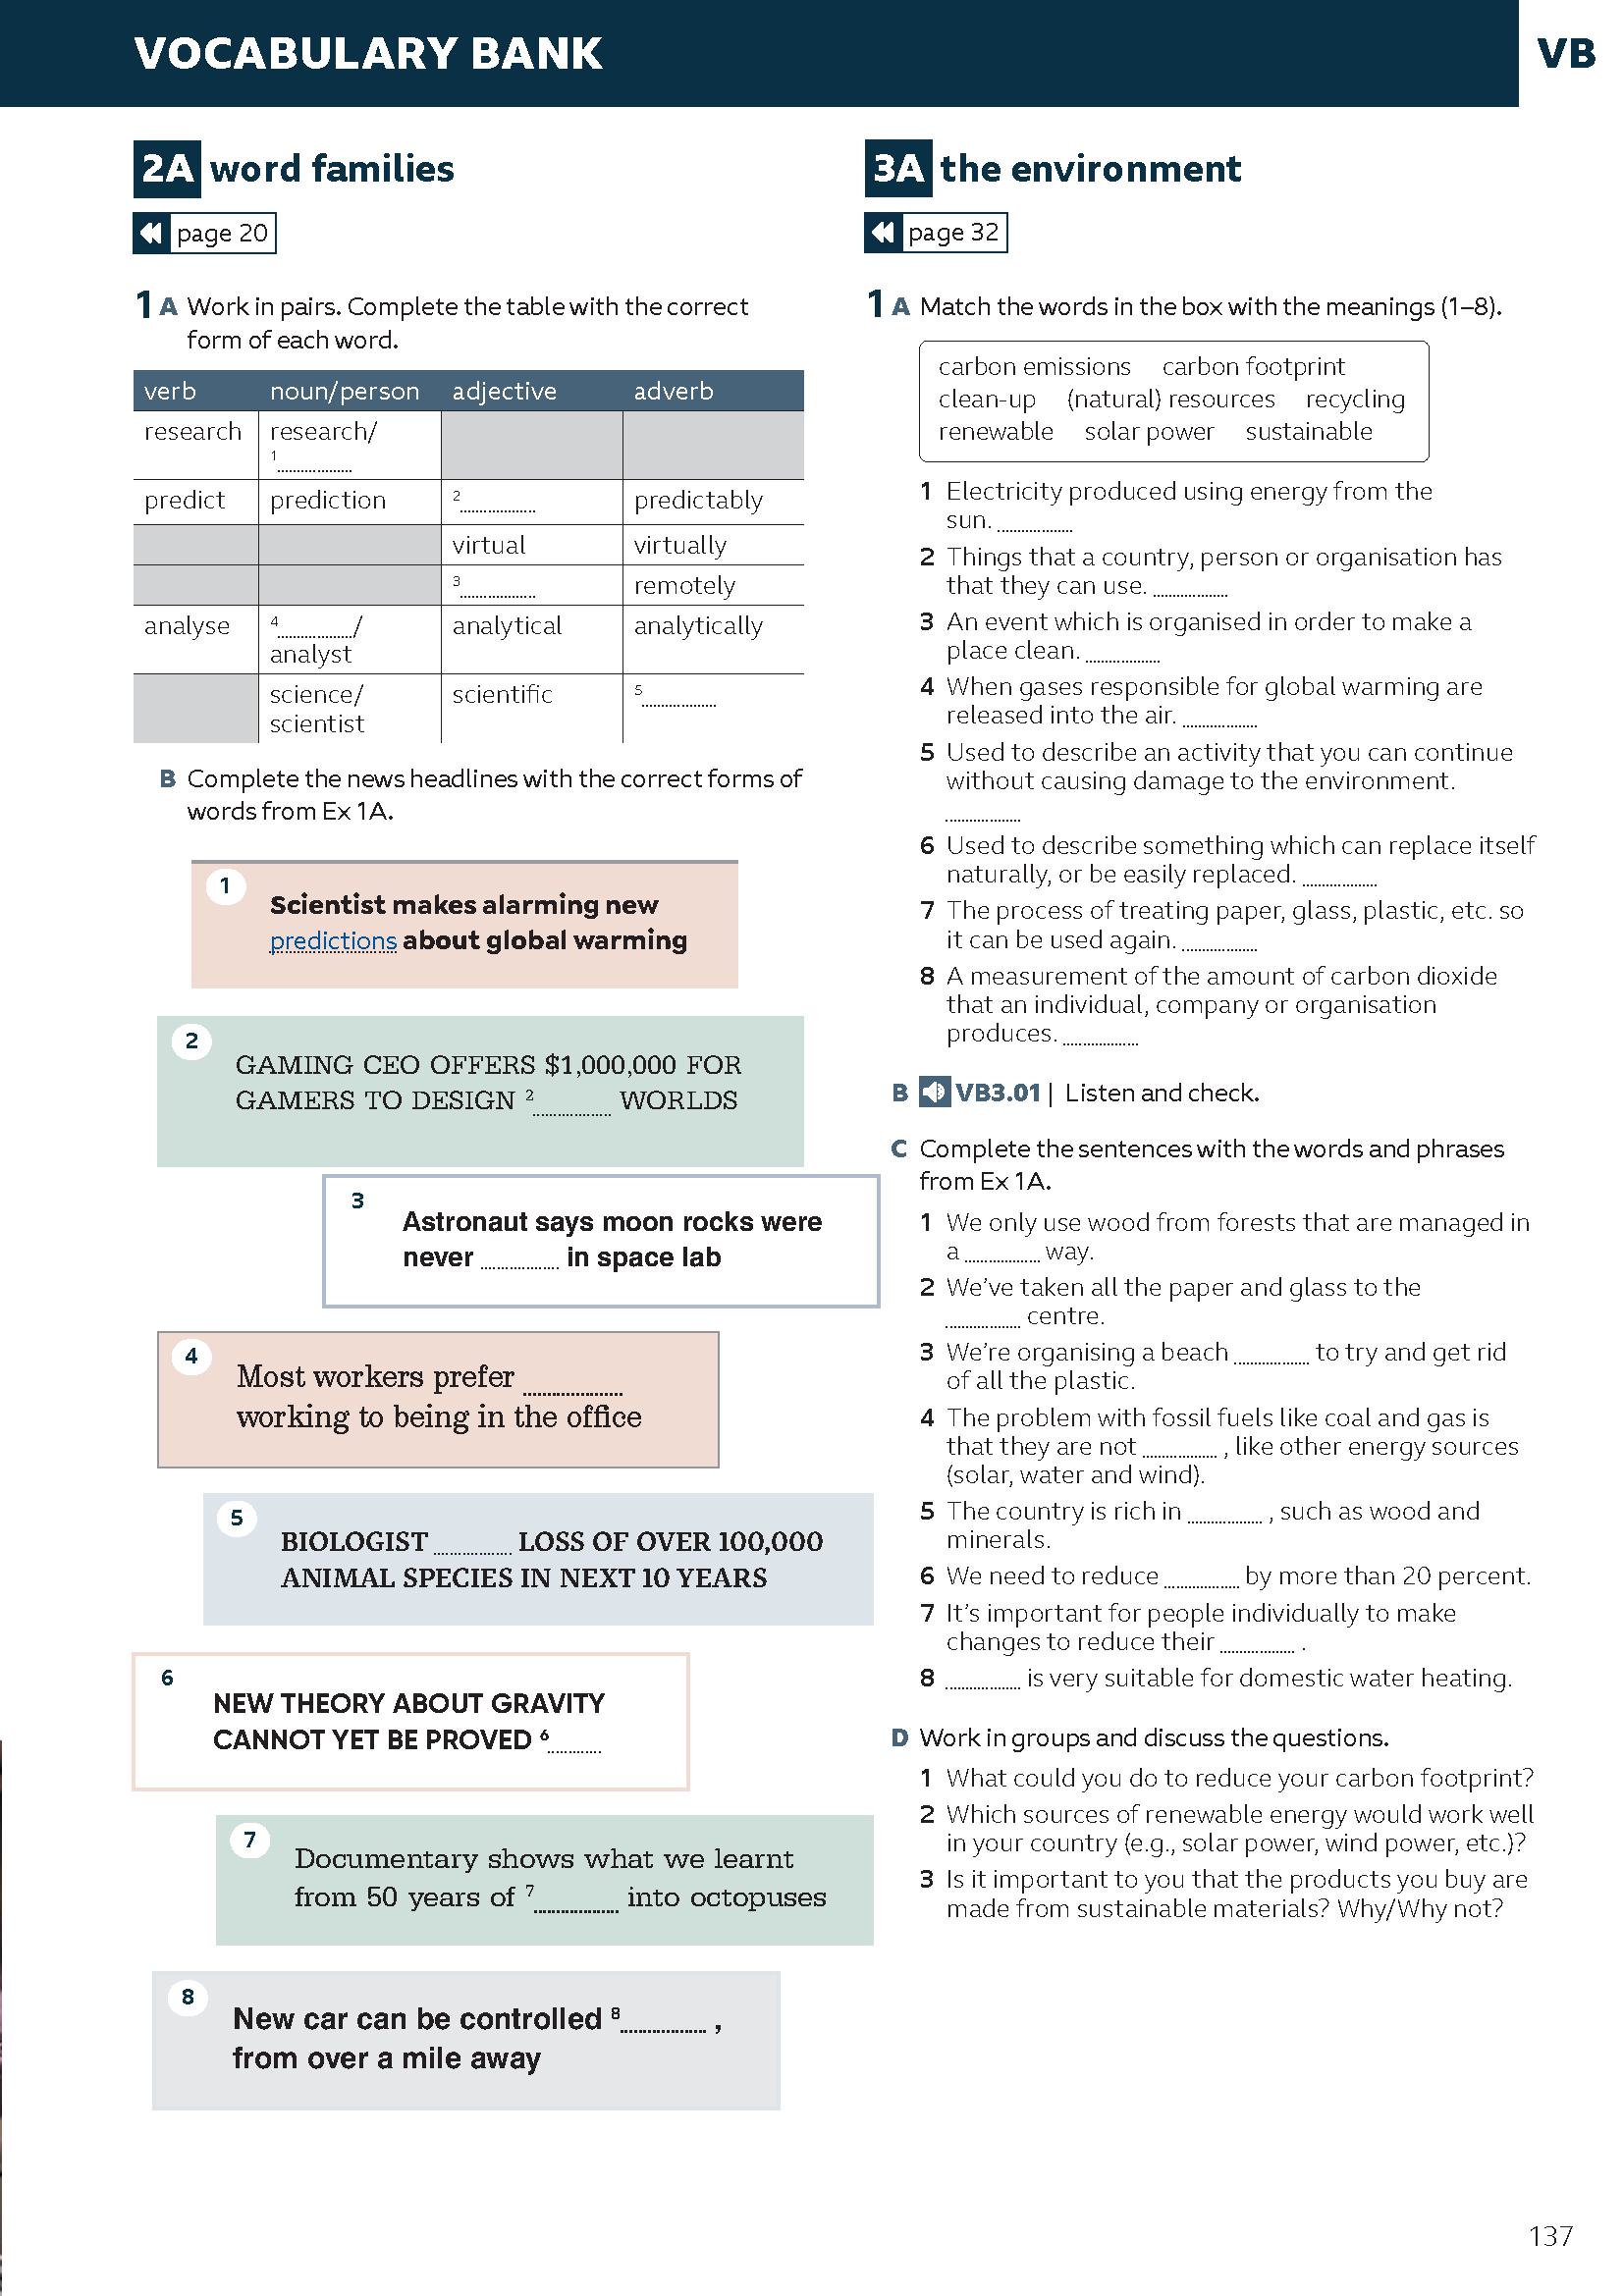 VOCABULARY BANK
VB
2A word families
page 20
1 A Work in pairs. Complete the table with the correct
form of each word.
verb noun/person adjective adverb
research research/
1..................
predict prediction 2.................. predictably
virtual virtually
3.................. remotely
analyse 4................../ analytical analytically
analyst
science/ scientific 5..................
scientist
B Complete the news headlines with the correct forms of
words from Ex 1A.
1
Scientist makes alarming new
predictions about global warming
2
GAMING CEO OFFERS $1,000,000 FOR
GAMERS TO DESIGN 2.................. WORLDS
3
Astronaut says moon rocks were
never .................. in space lab
4
Most workers prefer ..................
working to being in the office
5
BIOLOGIST .................. LOSS OF OVER 100,000
ANIMAL SPECIES IN NEXT 10 YEARS
6
NEW THEORY ABOUT GRAVITY
CANNOT YET BE PROVED 6............
7
Documentary shows what we learnt
from 50 years of 7.................. into octopuses
8
New car can be controlled 8.................. ,
from over a mile away
3A the environment
page 32
1 A Match the words in the box with the meanings (1–8).
carbon emissions carbon footprint
clean-up (natural) resources recycling
renewable solar power sustainable
1 Electricity produced using energy from the
sun. ..................
2 Things that a country, person or organisation has
that they can use. ..................
3 An event which is organised in order to make a
place clean. ..................
4 When gases responsible for global warming are
released into the air. ..................
5 Used to describe an activity that you can continue
without causing damage to the environment.
..................
6 Used to describe something which can replace itself
naturally, or be easily replaced. ..................
7 The process of treating paper, glass, plastic, etc. so
it can be used again. ..................
8 A measurement of the amount of carbon dioxide
that an individual, company or organisation
produces. ..................
B VB3.01 | Listen and check.
C Complete the sentences with the words and phrases
from Ex 1A.
1 We only use wood from forests that are managed in
a .................. way.
2 We’ve taken all the paper and glass to the
.................. centre.
3 We’re organising a beach .................. to try and get rid
of all the plastic.
4 The problem with fossil fuels like coal and gas is
that they are not .................. , like other energy sources
(solar, water and wind).
5 The country is rich in .................. , such as wood and
minerals.
6 We need to reduce .................. by more than 20 percent.
7 It’s important for people individually to make
changes to reduce their .................. .
8 .................. is very suitable for domestic water heating.
D Work in groups and discuss the questions.
1 What could you do to reduce your carbon footprint?
2 Which sources of renewable energy would work well
in your country (e.g., solar power, wind power, etc.)?
3 Is it important to you that the products you buy are
made from sustainable materials? Why/Why not?
137